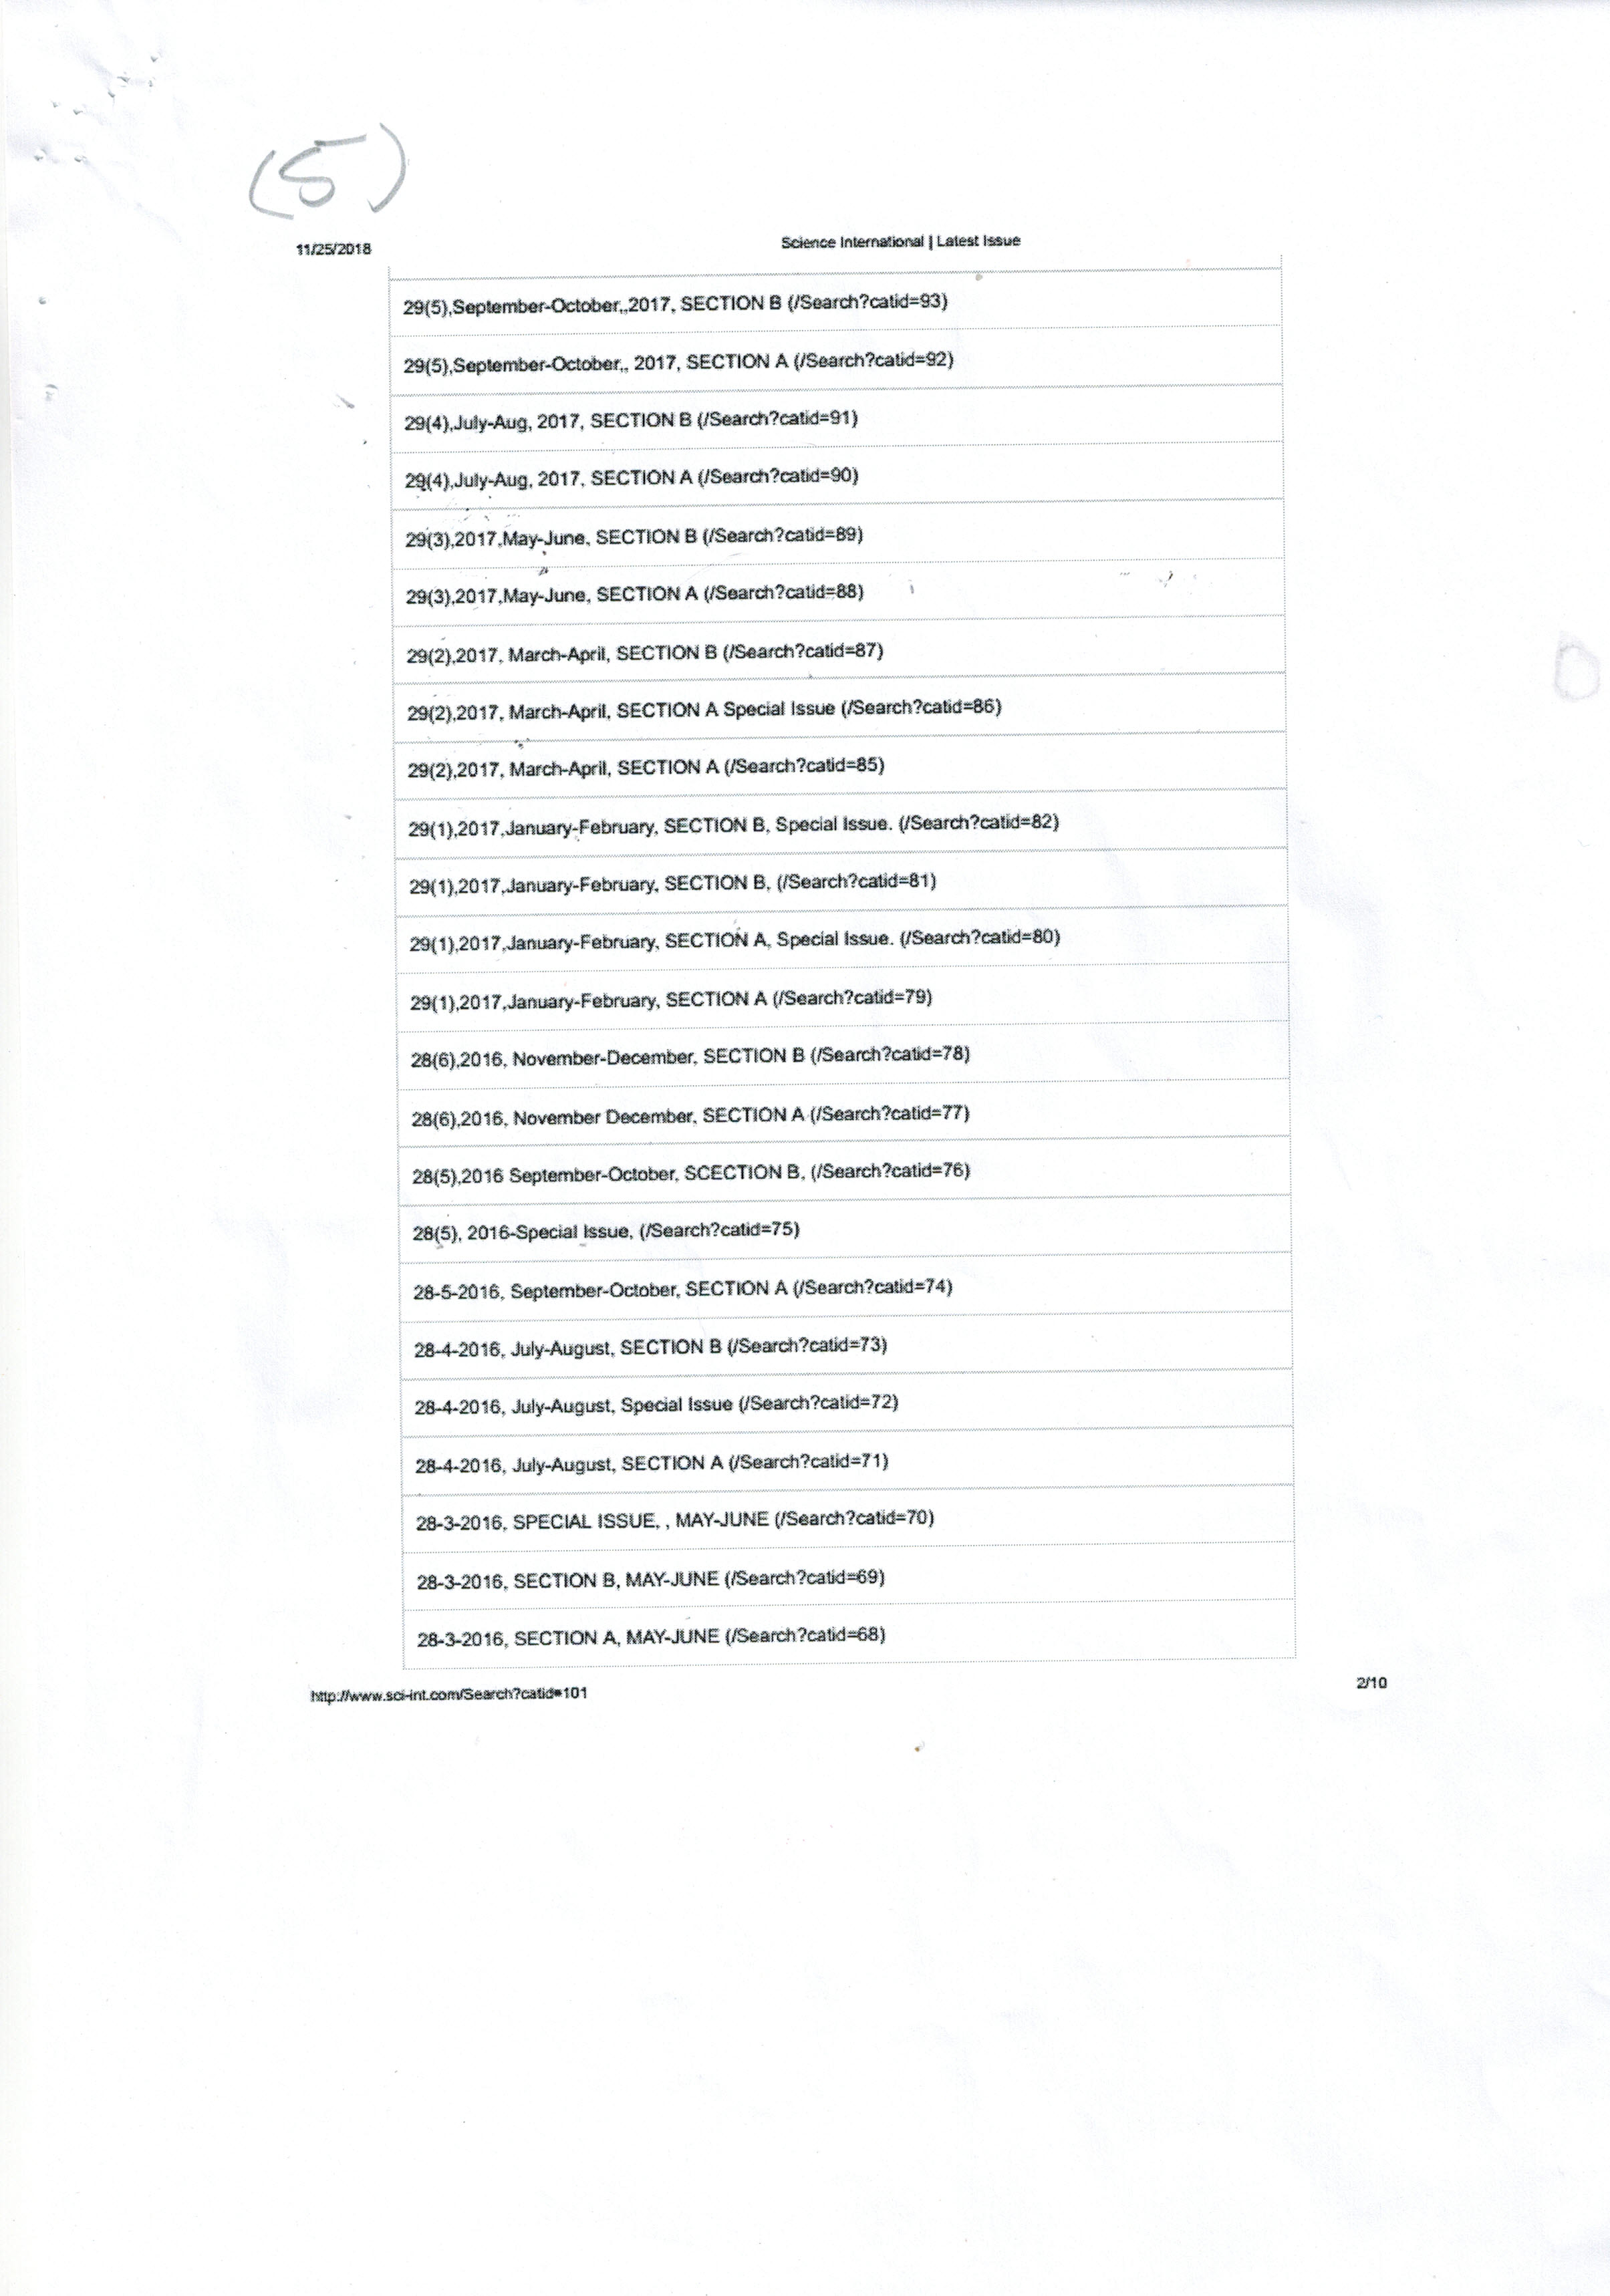 (5)
11/25/2018 Science International | Latest Issue
29(5),September-October,,2017, SECTION B (/Search?catid=93)
29(5),September-October,, 2017, SECTION A (/Search?catid=92)
29(4),July-Aug, 2017, SECTION B (/Search?catid=91)
29(4),July-Aug, 2017, SECTION A (/Search?catid=90)
29(3),2017,May-June, SECTION B (/Search?catid=89)
29(3),2017,May-June, SECTION A (/Search?catid=88)
29(2),2017, March-April, SECTION B (/Search?catid=87)
29(2),2017, March-April, SECTION A Special Issue (/Search?catid=86)
29(2),2017, March-April, SECTION A (/Search?catid=85)
29(1),2017,January-February, SECTION B, Special Issue. (/Search?catid=82)
29(1),2017,January-February, SECTION B, (/Search?catid=81)
29(1),2017,January-February, SECTION A, Special Issue. (/Search?catid=80)
29(1),2017,January-February, SECTION A (/Search?catid=79)
28(6),2016, November-December, SECTION B (/Search?catid=78)
28(6),2016, November December, SECTION A (/Search?catid=77)
28(5),2016 September-October, SCECTION B, (/Search?catid=76)
28(5), 2016-Special Issue, (/Search?catid=75)
28-5-2016, September-October, SECTION A (/Search?catid=74)
28-4-2016, July-August, SECTION B (/Search?catid=73)
28-4-2016, July-August, Special Issue (/Search?catid=72)
28-4-2016, July-August, SECTION A (/Search?catid=71)
28-3-2016, SPECIAL ISSUE, , MAY-JUNE (/Search?catid=70)
28-3-2016, SECTION B, MAY-JUNE (/Search?catid=69)
28-3-2016, SECTION A, MAY-JUNE (/Search?catid=68)
http://www.sci-int.com/Search?catid=101 2/10